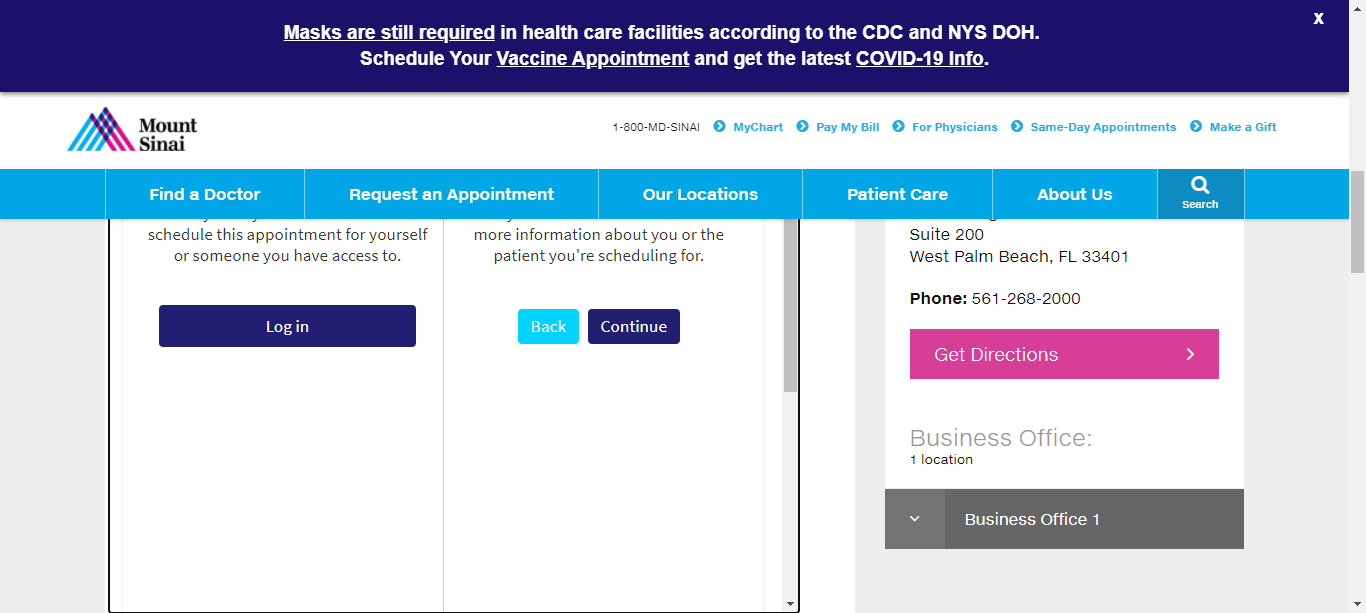 Masks are still required in health care facilities according to the CDC and NYS DOH.
Schedule Your Vaccine Appointment and get the latest COVID-19 Info.
X
Mount
Sinai
1-800-MD-SINAI MyChart Pay My Bill For Physicians Same-Day Appointments Make a Gift
Find a Doctor Request an Appointment Our Locations Patient Care About Us Search
schedule this appointment for yourself
or someone you have access to.
Log in
more information about you or the
patient you're scheduling for.
Back Continue
Suite 200
West Palm Beach, FL 33401
Phone: 561-268-2000
Get Directions
Business Office:
1 location
Business Office 1